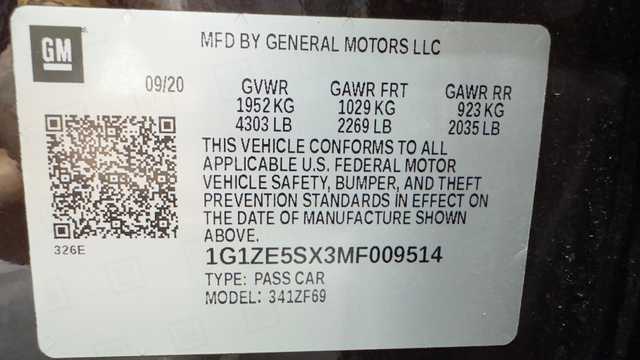 GM
MFD BY GENERAL MOTORS LLC
09/20
GVWR GAWR FRT GAWR RR
1952 KG 1029 KG 923 KG
4303 LB 2269 LB 2035 LB
THIS VEHICLE CONFORMS TO ALL
APPLICABLE U.S. FEDERAL MOTOR
VEHICLE SAFETY, BUMPER, AND THEFT
PREVENTION STANDARDS IN EFFECT ON
THE DATE OF MANUFACTURE SHOWN
ABOVE.
326E
1G1ZE5SX3MF009514
TYPE: PASS CAR
MODEL: 341ZF69